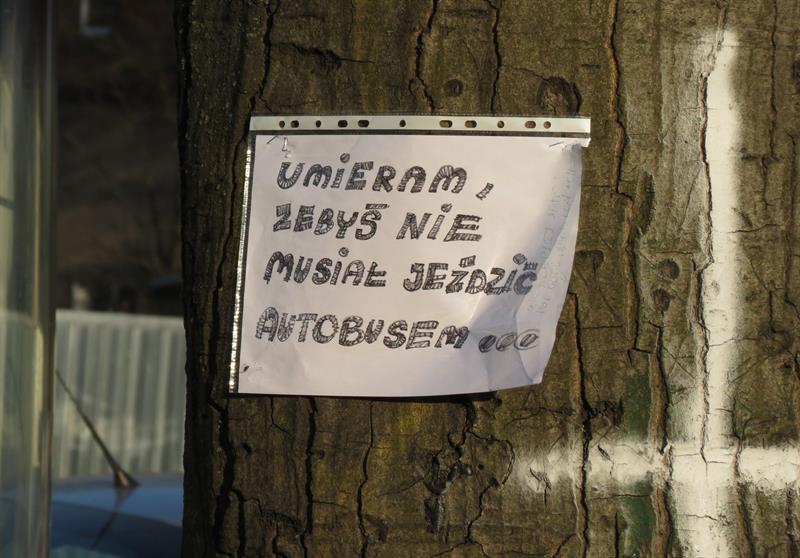 UMiERAM,
ŻEBYŚ NiE
MUSiAŁ JEŹDZiĆ
AUTOBUSEM ...